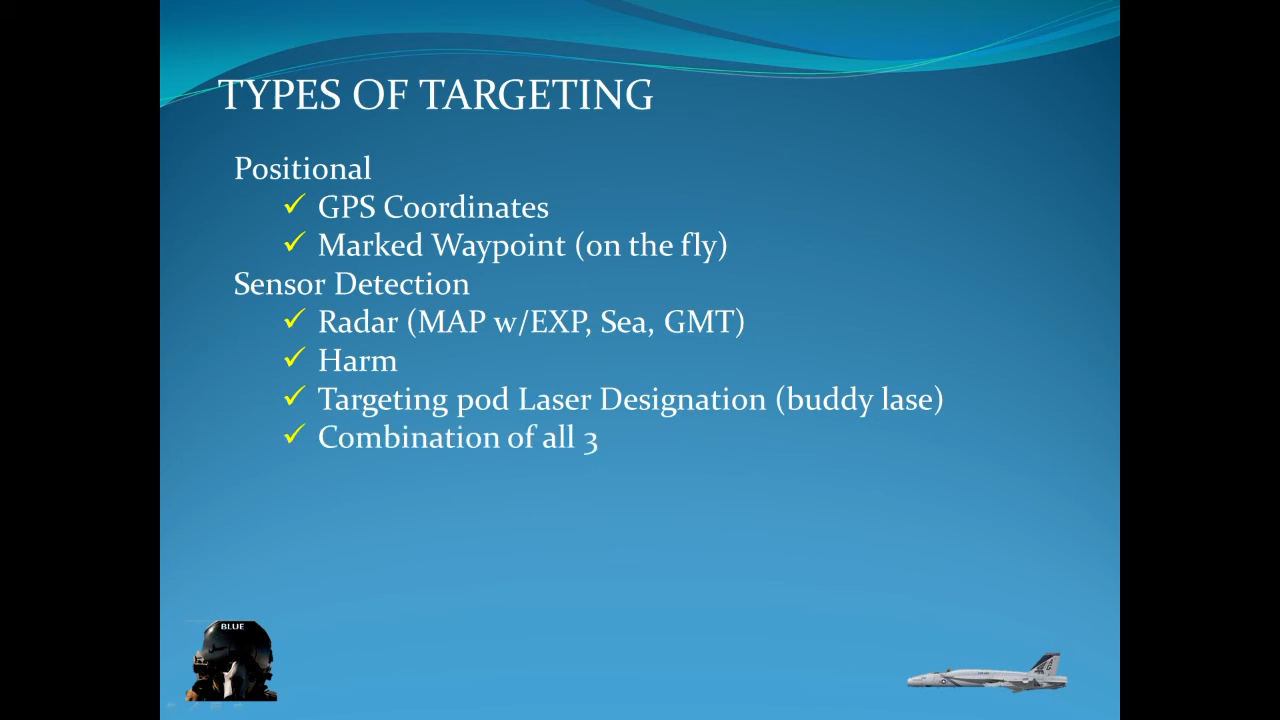 TYPES OF TARGETING
Positional
GPS Coordinates
Marked Waypoint (on the fly)
Sensor Detection
Radar (MAP w/EXP, Sea, GMT)
Harm
Targeting pod Laser Designation (buddy lase)
Combination of all 3
BLUE